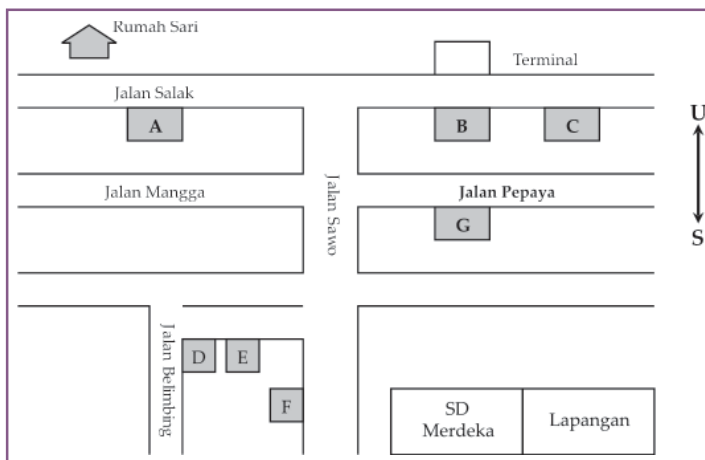 Rumah Sari
Terminal
Jalan Salak
A
B
C
U
Jalan Mangga
Jalan Sawo
Jalan Pepaya
G
S
Jalan Belimbing
D
E
F
SD
Merdeka
Lapangan